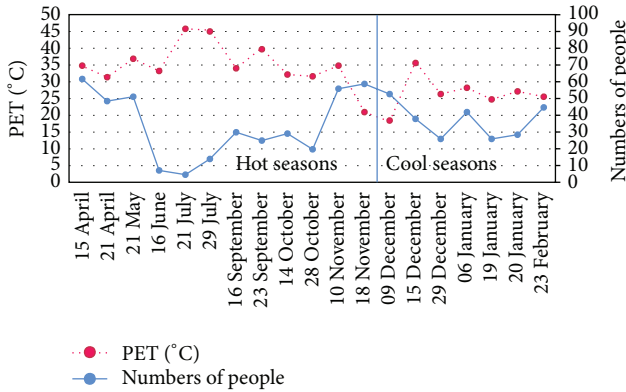 50
45
40
35
30
25
20
15
10
5
0
PET (°C)
100
90
80
70
60
50
40
30
20
10
0
Numbers of people
Hot seasons
Cool seasons
15 April
21 April
21 May
16 June
21 July
29 July
16 September
23 September
14 October
28 October
10 November
18 November
09 December
15 December
29 December
06 January
19 January
20 January
23 February
PET (°C)
Numbers of people